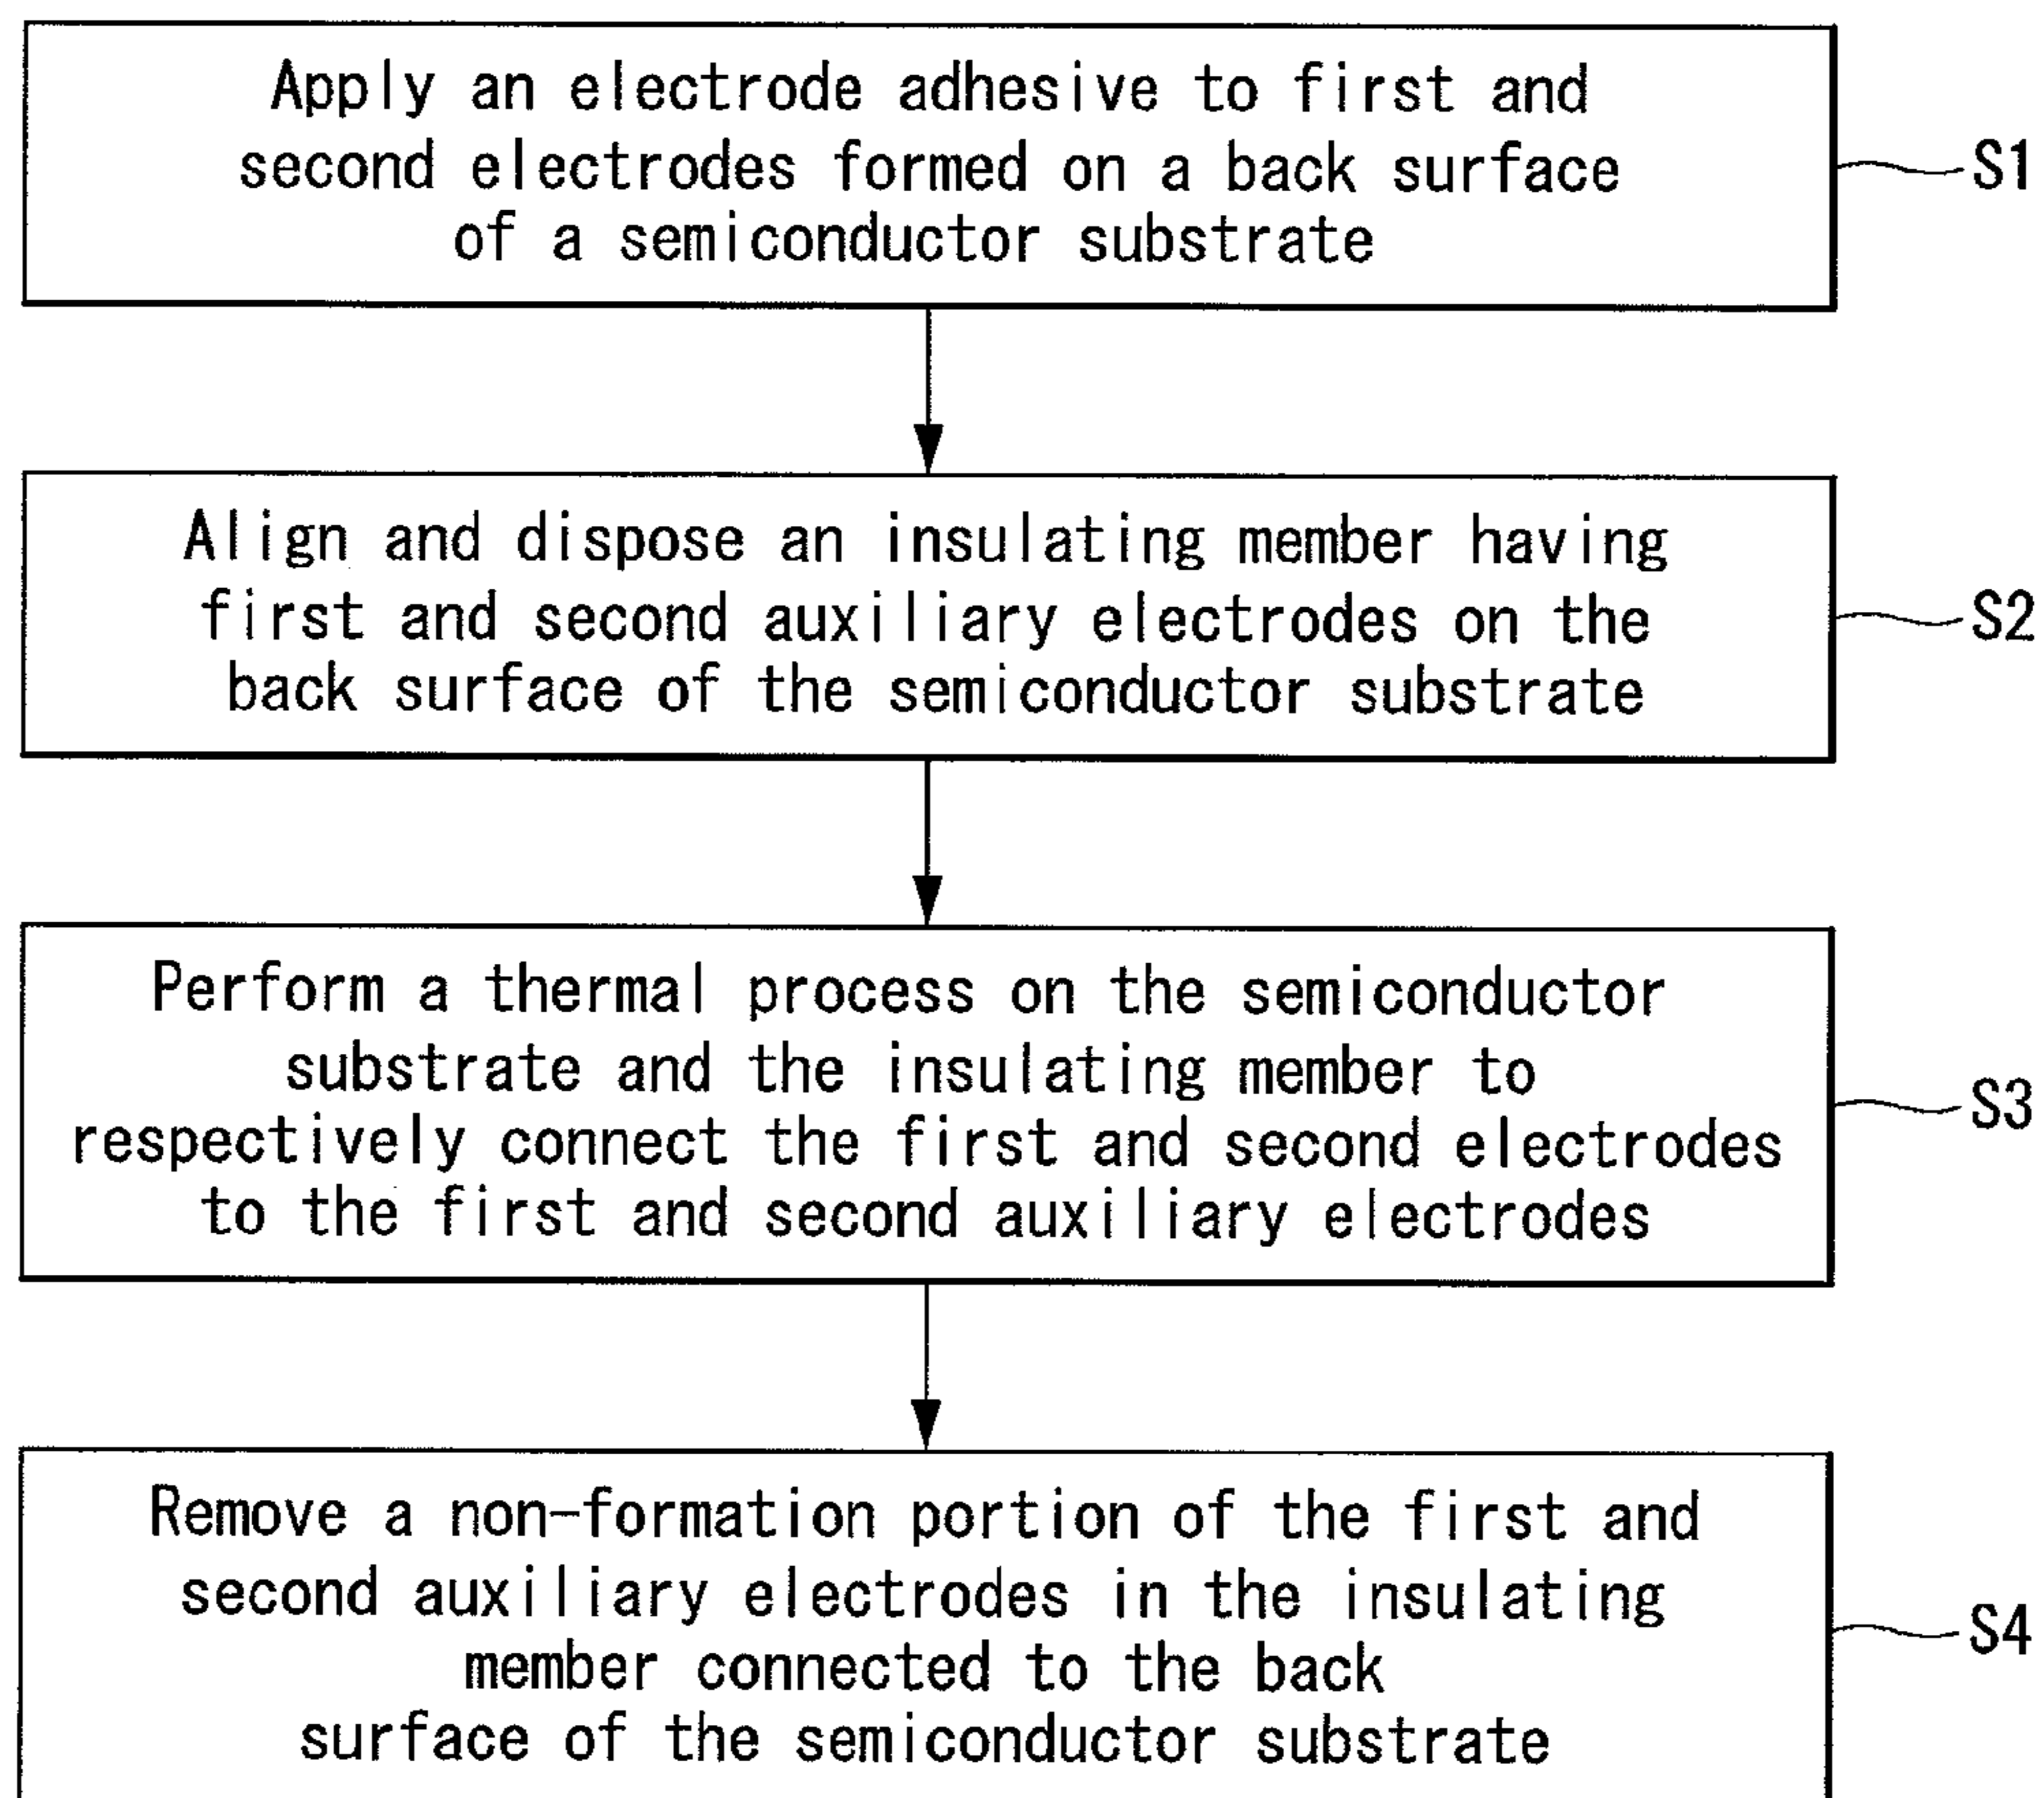 Apply an electrode adhesive to first and
second electrodes formed on a back surface
of a semiconductor substrate
S1
Align and dispose an insulating member having
first and second auxiliary electrodes on the
back surface of the semiconductor substrate
S2
Perform a thermal process on the semiconductor
substrate and the insulating member to
respectively connect the first and second electrodes
to the first and second auxiliary electrodes
S3
Remove a non-formation portion of the first and
second auxiliary electrodes in the insulating
member connected to the back
surface of the semiconductor substrate
S4